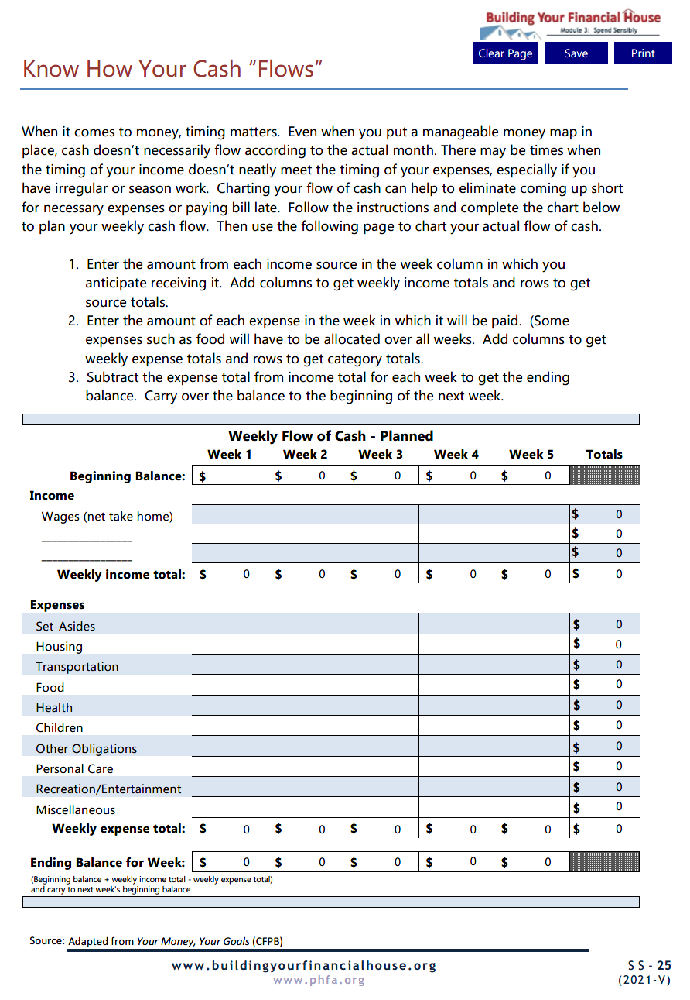 Building Your Financial House
Module 3: Spend Sensibly
Clear Page Save Print
Know How Your Cash “Flows”
When it comes to money, timing matters. Even when you put a manageable money map in
place, cash doesn’t necessarily flow according to the actual month. There may be times when
the timing of your income doesn’t neatly meet the timing of your expenses, especially if you
have irregular or season work. Charting your flow of cash can help to eliminate coming up short
for necessary expenses or paying bill late. Follow the instructions and complete the chart below
to plan your weekly cash flow. Then use the following page to chart your actual flow of cash.
1. Enter the amount from each income source in the week column in which you
anticipate receiving it. Add columns to get weekly income totals and rows to get
source totals.
2. Enter the amount of each expense in the week in which it will be paid. (Some
expenses such as food will have to be allocated over all weeks. Add columns to get
weekly expense totals and rows to get category totals.
3. Subtract the expense total from income total for each week to get the ending
balance. Carry over the balance to the beginning of the next week.
Weekly Flow of Cash - Planned
Week 1 Week 2 Week 3 Week 4 Week 5 Totals
Beginning Balance: $ $ 0 $ 0 $ 0 $ 0
Income
Wages (net take home) $ 0
_________________ $ 0
_________________ $ 0
Weekly income total: $ 0 $ 0 $ 0 $ 0 $ 0 $ 0
Expenses
Set-Asides $ 0
Housing $ 0
Transportation $ 0
Food $ 0
Health $ 0
Children $ 0
Other Obligations $ 0
Personal Care $ 0
Recreation/Entertainment $ 0
Miscellaneous $ 0
Weekly expense total: $ 0 $ 0 $ 0 $ 0 $ 0 $ 0
Ending Balance for Week: $ 0 $ 0 $ 0 $ 0 $ 0
(Beginning balance + weekly income total - weekly expense total)
and carry to next week's beginning balance.
Source: Adapted from Your Money, Your Goals (CFPB)
www.buildingyourfinancialhouse.org SS - 25
www.phfa.org (2021-V)